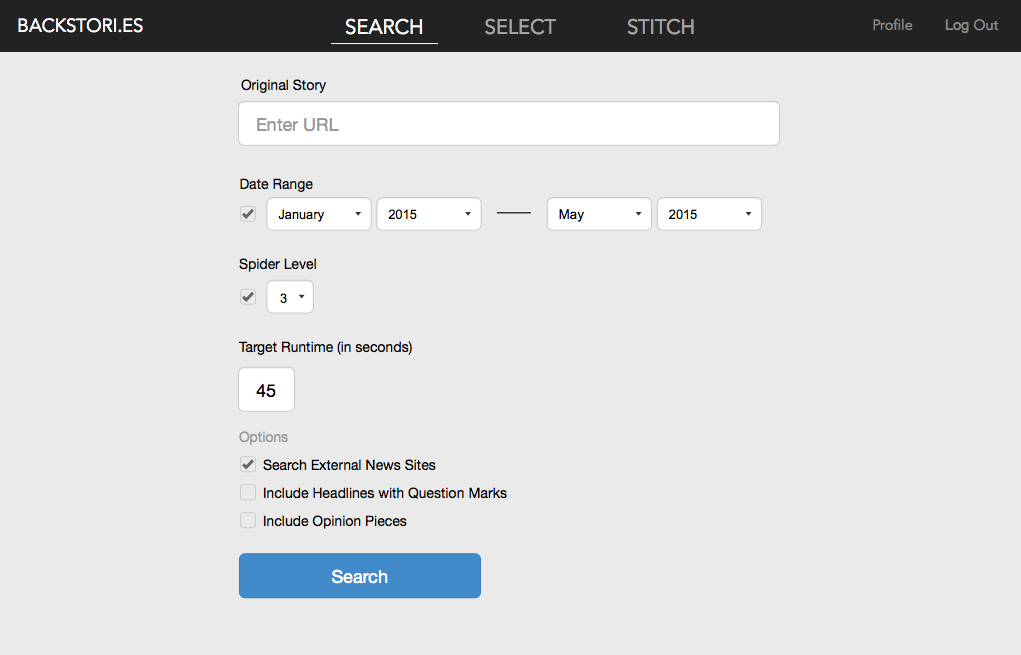 BACKSTORI.ES SEARCH SELECT STITCH Profile Log Out
Original Story
Enter URL
Date Range
January 2015 — May 2015
Spider Level
3
Target Runtime (in seconds)
45
Options
Search External News Sites
Include Headlines with Question Marks
Include Opinion Pieces
Search